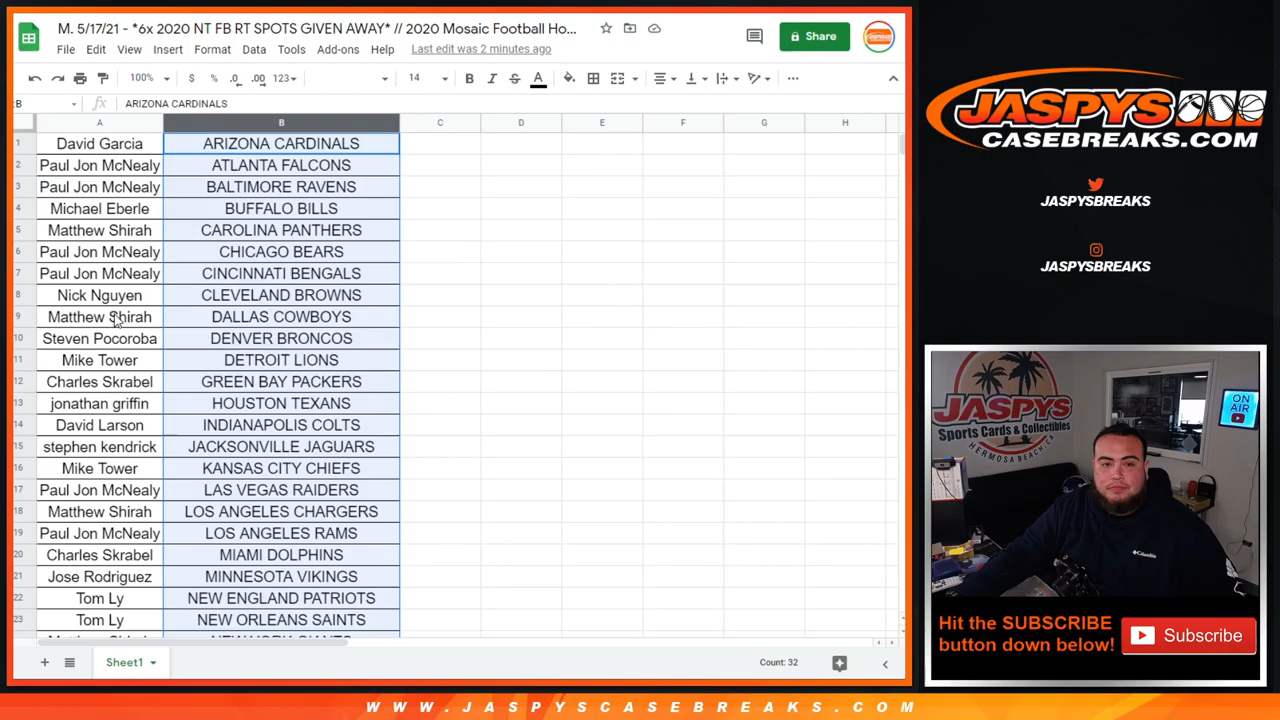 M. 5/17/21 - *6x 2020 NT FB RT SPOTS GIVEN AWAY* // 2020 Mosaic Football Ho...
File Edit View Insert Format Data Tools Add-ons Help Last edit was 2 minutes ago
Share
100% $ % .0 .00 123 14 B I S A
fx ARIZONA CARDINALS
A B C D E F G H
1 David Garcia ARIZONA CARDINALS
2 Paul Jon McNealy ATLANTA FALCONS
3 Paul Jon McNealy BALTIMORE RAVENS
4 Michael Eberle BUFFALO BILLS
5 Matthew Shirah CAROLINA PANTHERS
6 Paul Jon McNealy CHICAGO BEARS
7 Paul Jon McNealy CINCINNATI BENGALS
8 Nick Nguyen CLEVELAND BROWNS
9 Matthew Shirah DALLAS COWBOYS
10 Steven Pocoroba DENVER BRONCOS
11 Mike Tower DETROIT LIONS
12 Charles Skrabel GREEN BAY PACKERS
13 jonathan griffin HOUSTON TEXANS
14 David Larson INDIANAPOLIS COLTS
15 stephen kendrick JACKSONVILLE JAGUARS
16 Mike Tower KANSAS CITY CHIEFS
17 Paul Jon McNealy LAS VEGAS RAIDERS
18 Matthew Shirah LOS ANGELES CHARGERS
19 Paul Jon McNealy LOS ANGELES RAMS
20 Charles Skrabel MIAMI DOLPHINS
21 Jose Rodriguez MINNESOTA VIKINGS
22 Tom Ly NEW ENGLAND PATRIOTS
23 Tom Ly NEW ORLEANS SAINTS
Sheet1
Count: 32
JASPYS
CASEBREAKS.COM
JASPYSBREAKS
JASPYSBREAKS
JASPYS
Sports Cards & Collectibles
HERMOSA BEACH, CA
ON
AIR
Columbia
Hit the SUBSCRIBE
button down below!
Subscribe
WWW.JASPYSCASEBREAKS.COM